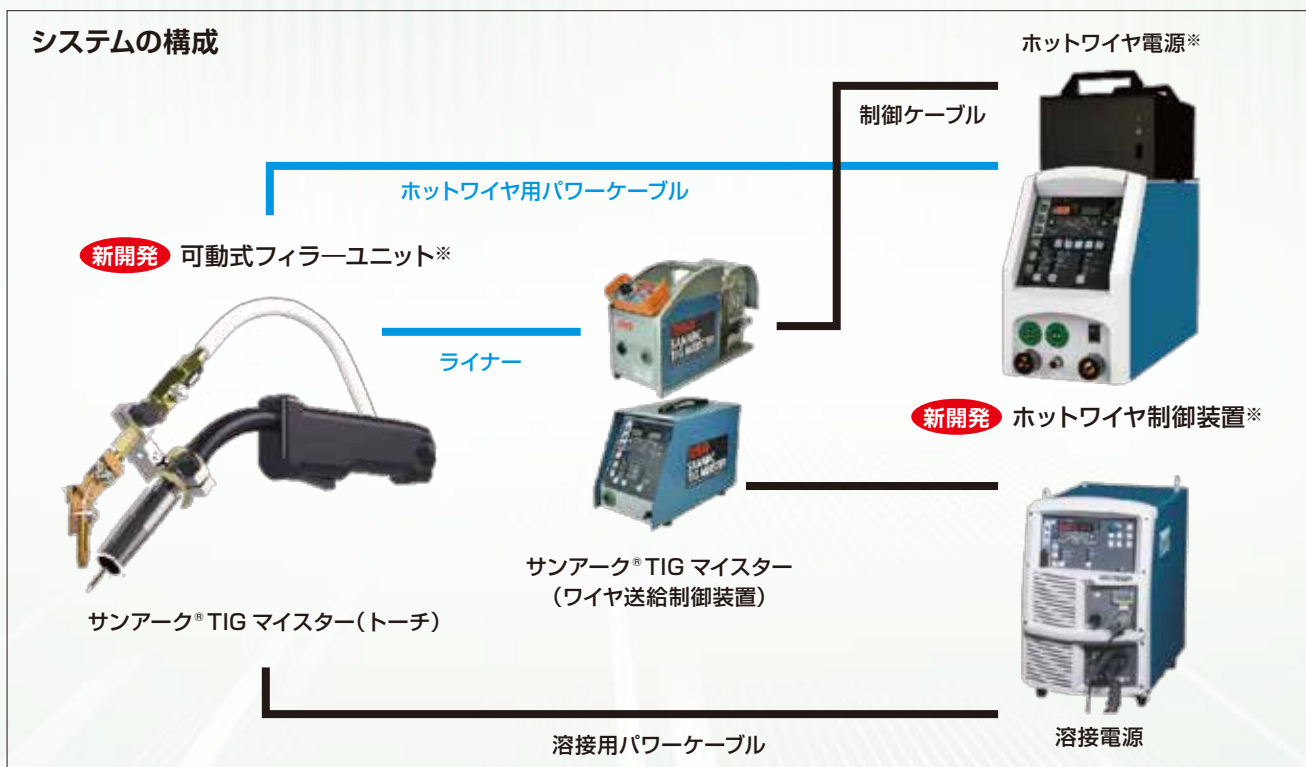 システムの構成
ホットワイヤ電源※
制御ケーブル
ホットワイヤ用パワーケーブル
新開発 可動式フィラーユニット※
ライナー
新開発 ホットワイヤ制御装置※
サンアーク®TIG マイスター
（ワイヤ送給制御装置）
サンアーク®TIG マイスター（トーチ）
溶接用パワーケーブル
溶接電源